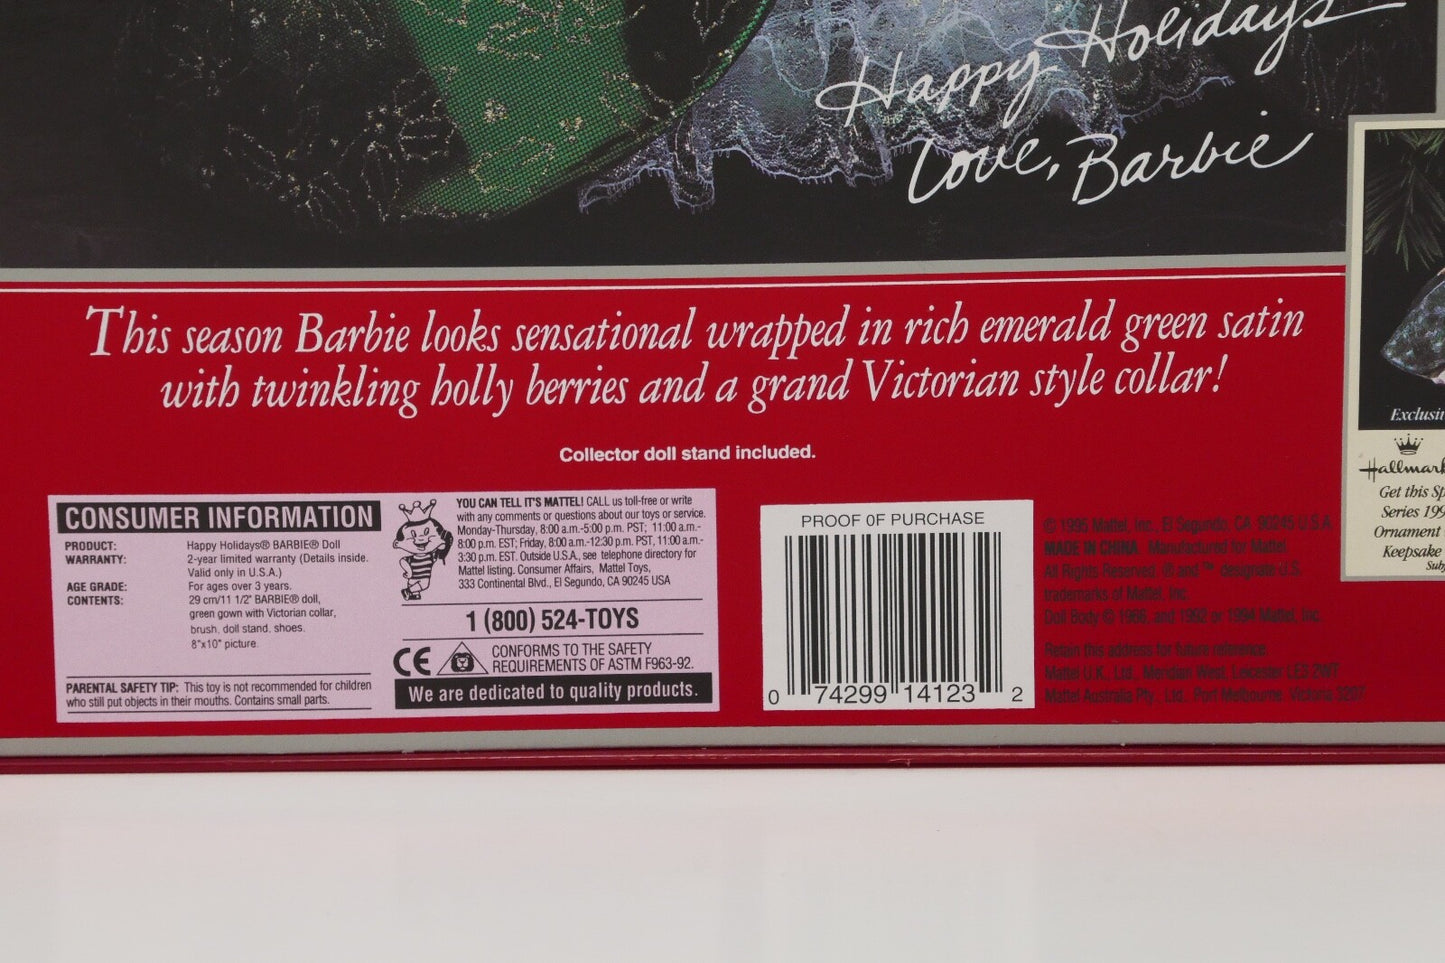 Happy Holidays
Love, Barbie
This season Barbie looks sensational wrapped in rich emerald green satin
with twinkling holly berries and a grand Victorian style collar!
Collector doll stand included.
CONSUMER INFORMATION
PRODUCT: Happy Holidays® BARBIE® Doll
WARRANTY: 2-year limited warranty (Details inside.
Valid only in U.S.A.)
AGE GRADE: For ages over 3 years.
CONTENTS: 29 cm/11 1/2" BARBIE® doll,
green gown with Victorian collar,
brush, doll stand, shoes.
8"x10" picture.
PARENTAL SAFETY TIP: This toy is not recommended for children
who still put objects in their mouths. Contains small parts.
YOU CAN TELL IT'S MATTEL! CALL us toll-free or write
with any comments or questions about our toys or service.
Monday-Thursday, 8:00 a.m.-5:00 p.m. PST; 11:00 a.m.-
8:00 p.m. EST; Friday, 8:00 a.m.-12:30 p.m. PST, 11:00 a.m.-
3:30 p.m. EST. Outside U.S.A., see telephone directory for
Mattel listing. Consumer Affairs, Mattel Toys,
333 Continental Blvd., El Segundo, CA 90245 USA
1 (800) 524-TOYS
CE
CONFORMS TO THE SAFETY
REQUIREMENTS OF ASTM F963-92.
We are dedicated to quality products.
PROOF OF PURCHASE
0 74299 14123 2
© 1995 Mattel, Inc., El Segundo, CA 90245 U.S.A.
MADE IN CHINA. Manufactured for Mattel.
All Rights Reserved. ® and ™ designate U.S.
trademarks of Mattel, Inc.
Doll Body © 1966, and 1992 or 1994 Mattel, Inc.
Retain this address for future reference:
Mattel U.K., Ltd., Meridian West, Leicester LE3 2WT.
Mattel Australia Pty., Ltd., Port Melbourne, Victoria 3207.
Hallmark
Get this
Series
Ornament
Keepsake